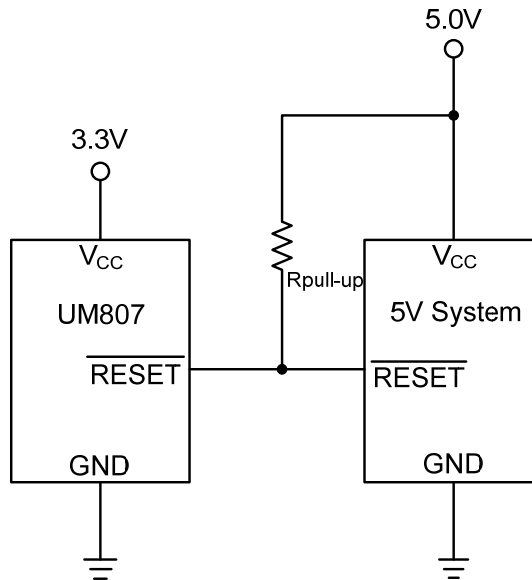 5.0V
3.3V
VCC
VCC
Rpull-up
UM807
5V System
RESET
RESET
GND
GND